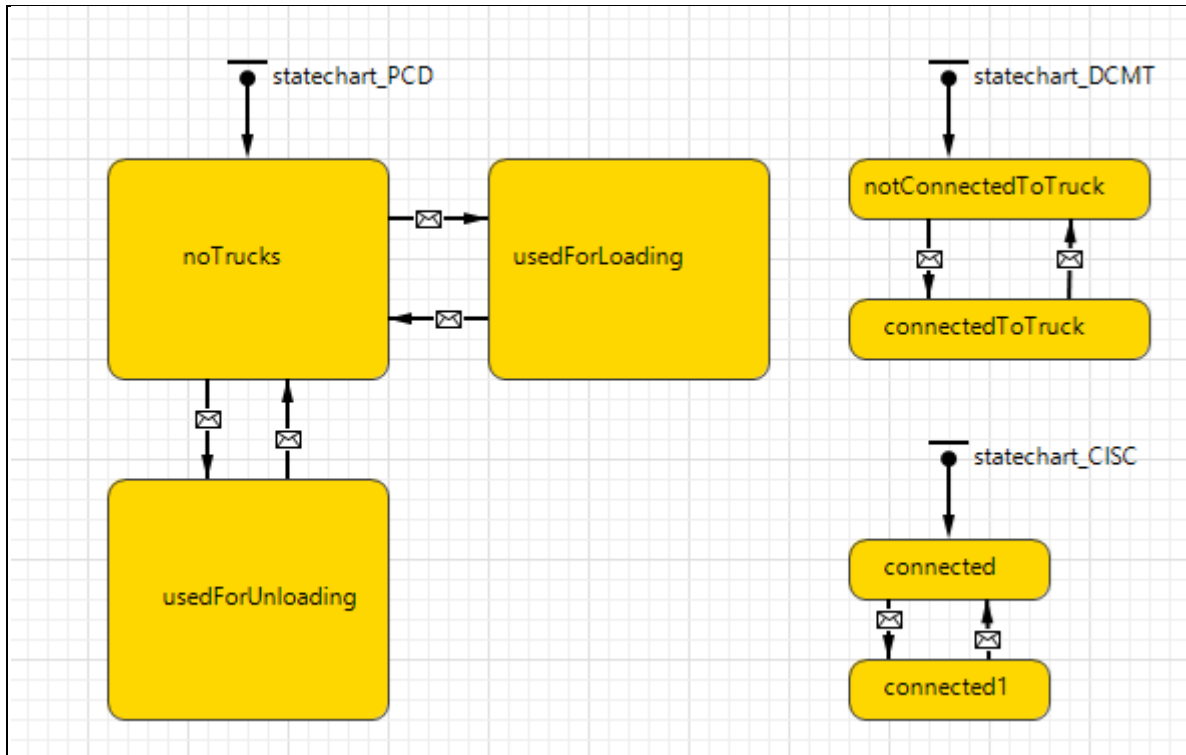 statechart_PCD
statechart_DCMT
notConnectedToTruck
noTrucks
usedForLoading
connectedToTruck
statechart_CISC
connected
usedForUnloading
connected1